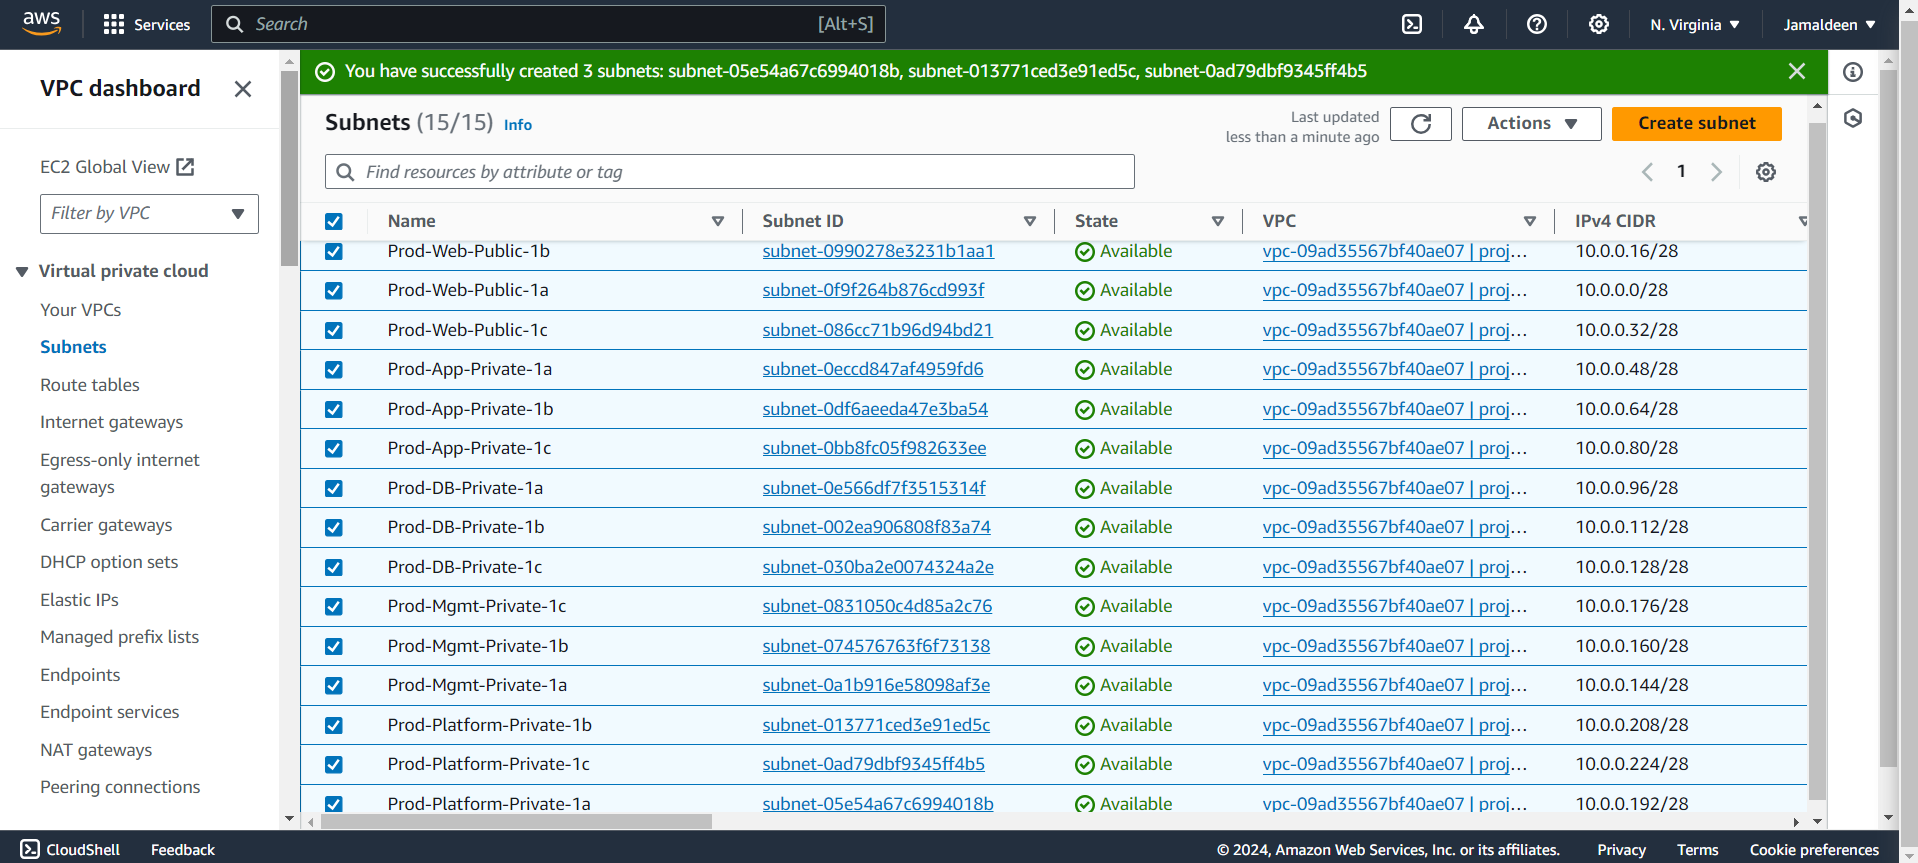 aws
Services
Search [Alt+S]
N. Virginia
Jamaldeen
VPC dashboard
EC2 Global View
Filter by VPC
Virtual private cloud
Your VPCs
Subnets
Route tables
Internet gateways
Egress-only internet
gateways
Carrier gateways
DHCP option sets
Elastic IPs
Managed prefix lists
Endpoints
Endpoint services
NAT gateways
Peering connections
You have successfully created 3 subnets: subnet-05e54a67c6994018b, subnet-013771ced3e91ed5c, subnet-0ad79dbf9345ff4b5
Subnets (15/15) Info
Last updated
less than a minute ago
Actions
Create subnet
Find resources by attribute or tag
1
Name Subnet ID State VPC IPv4 CIDR
Prod-Web-Public-1b subnet-0990278e3231b1aa1 Available vpc-09ad35567bf40ae07 | proj... 10.0.0.16/28
Prod-Web-Public-1a subnet-0f9f264b876cd993f Available vpc-09ad35567bf40ae07 | proj... 10.0.0.0/28
Prod-Web-Public-1c subnet-086cc71b96d94bd21 Available vpc-09ad35567bf40ae07 | proj... 10.0.0.32/28
Prod-App-Private-1a subnet-0eccd847af4959fd6 Available vpc-09ad35567bf40ae07 | proj... 10.0.0.48/28
Prod-App-Private-1b subnet-0df6aeeda47e3ba54 Available vpc-09ad35567bf40ae07 | proj... 10.0.0.64/28
Prod-App-Private-1c subnet-0bb8fc05f982633ee Available vpc-09ad35567bf40ae07 | proj... 10.0.0.80/28
Prod-DB-Private-1a subnet-0e566df7f3515314f Available vpc-09ad35567bf40ae07 | proj... 10.0.0.96/28
Prod-DB-Private-1b subnet-002ea906808f83a74 Available vpc-09ad35567bf40ae07 | proj... 10.0.0.112/28
Prod-DB-Private-1c subnet-030ba2e0074324a2e Available vpc-09ad35567bf40ae07 | proj... 10.0.0.128/28
Prod-Mgmt-Private-1c subnet-0831050c4d85a2c76 Available vpc-09ad35567bf40ae07 | proj... 10.0.0.176/28
Prod-Mgmt-Private-1b subnet-074576763f6f73138 Available vpc-09ad35567bf40ae07 | proj... 10.0.0.160/28
Prod-Mgmt-Private-1a subnet-0a1b916e58098af3e Available vpc-09ad35567bf40ae07 | proj... 10.0.0.144/28
Prod-Platform-Private-1b subnet-013771ced3e91ed5c Available vpc-09ad35567bf40ae07 | proj... 10.0.0.208/28
Prod-Platform-Private-1c subnet-0ad79dbf9345ff4b5 Available vpc-09ad35567bf40ae07 | proj... 10.0.0.224/28
Prod-Platform-Private-1a subnet-05e54a67c6994018b Available vpc-09ad35567bf40ae07 | proj... 10.0.0.192/28
CloudShell Feedback © 2024, Amazon Web Services, Inc. or its affiliates. Privacy Terms Cookie preferences